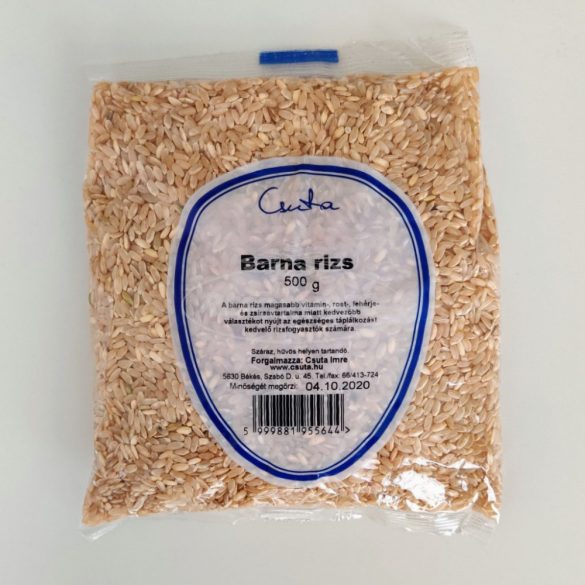 Csuta
Barna rizs
500 g
A barna rizs magasabb vitamin-, rost-, fehérje-
és zsírsavtartalma miatt kedvezőbb
választékot nyújt az egészséges táplálkozást
kedvelő rizsfogyasztók számára.
Száraz, hűvös helyen tartandó.
Forgalmazza: Csuta Imre
www.csuta.hu
5630 Békés, Szabó D. u. 45. Tel./fax: 66/413-724
Minőségét megőrzi: 04.10.2020
5 999881 955644 >